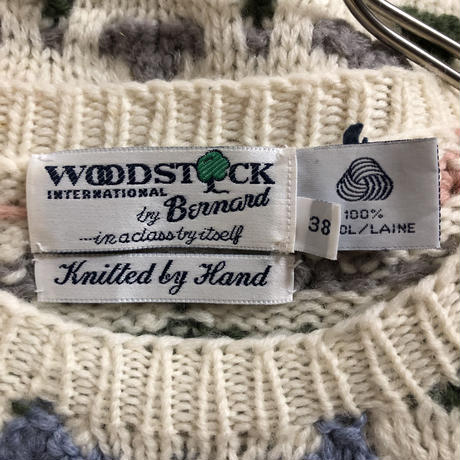 WOODSTOCK
INTERNATIONAL
by Bernard
...in a class by itself
Knitted by Hand
38
100%
OL/LAINE